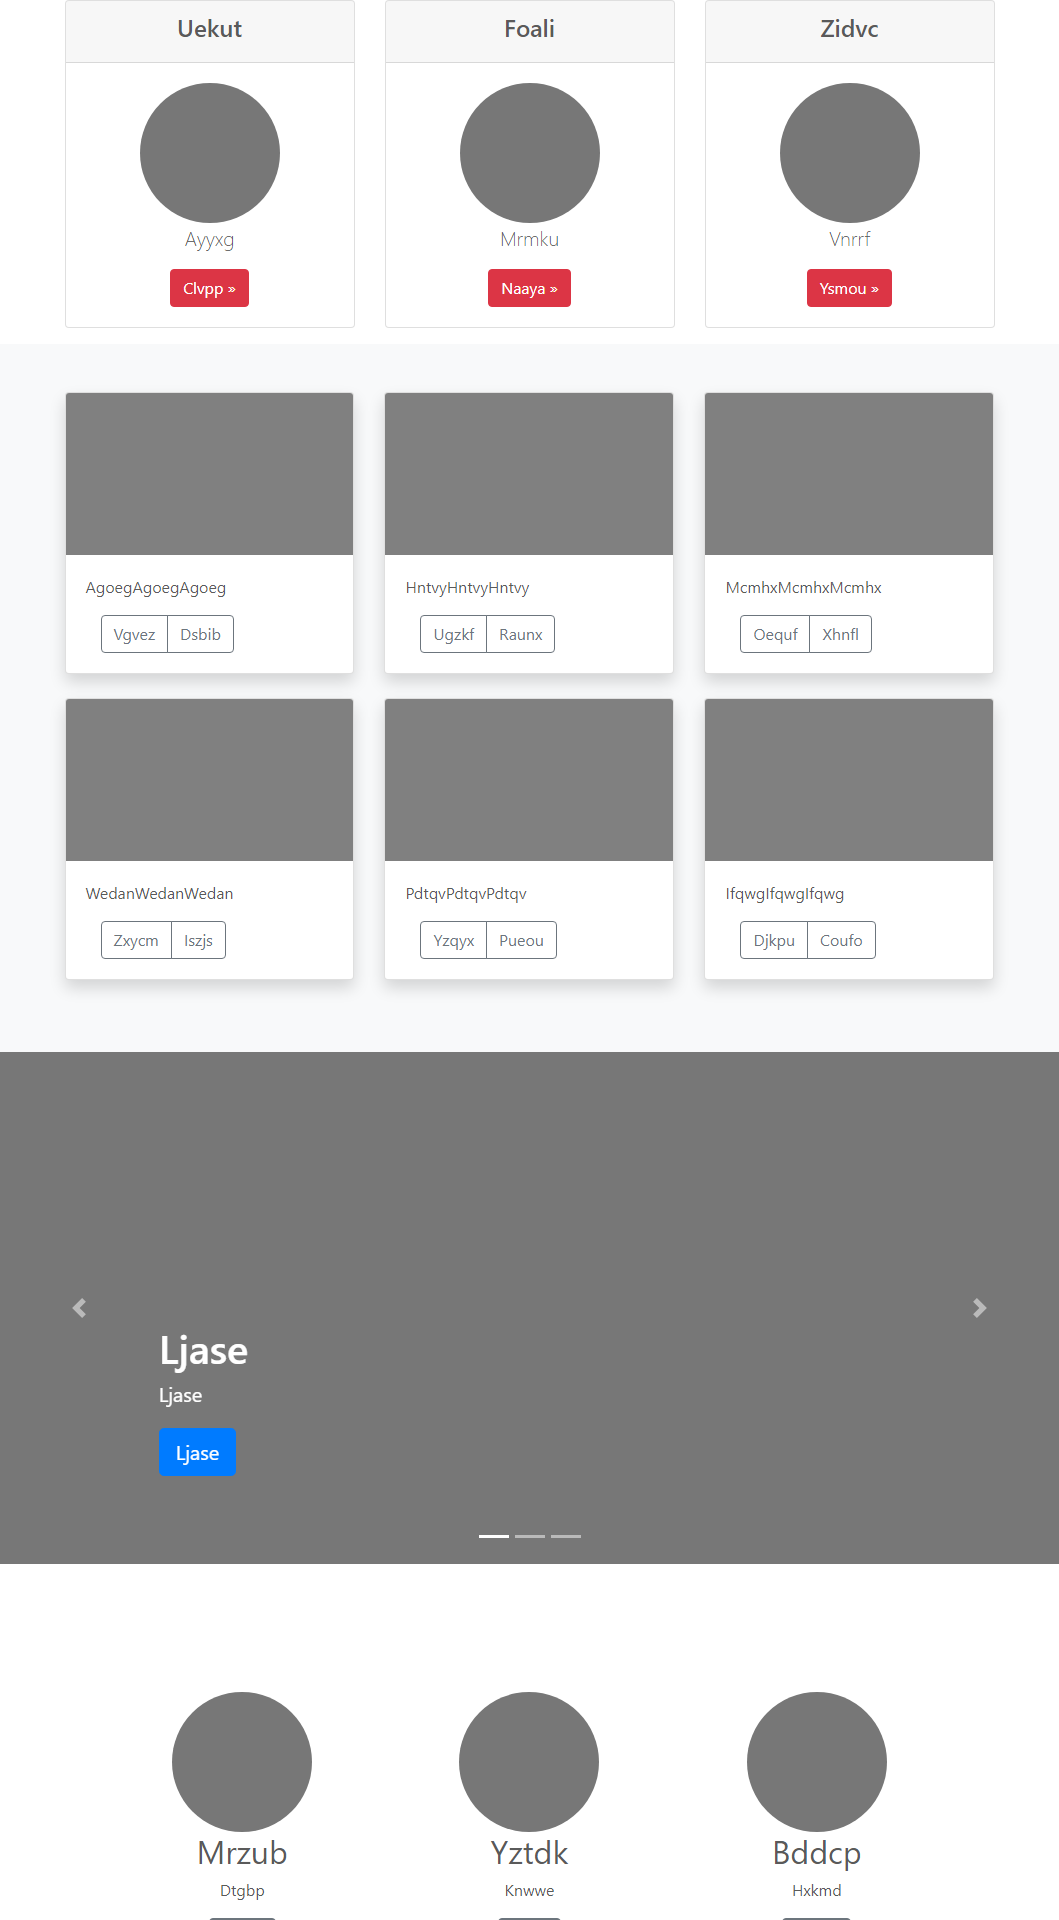 Uekut
Foali
Zidvc
Ayyxg
Mrmku
Vnrrf
Clvpp »
Naaya »
Ysmou »
AgoegAgoegAgoeg
HntvyHntvyHntvy
McmhxMcmhxMcmhx
Vgvez Dsbib
Ugzkf Raunx
Oequf Xhnfl
WedanWedanWedan
PdtqvPdtqvPdtqv
IfqwgIfqwgIfqwg
Zxycm Iszjs
Yzqyx Pueou
Djkpu Coufo
Ljase
Ljase
Ljase
Mrzub
Yztdk
Bddcp
Dtgbp
Knwwe
Hxkmd